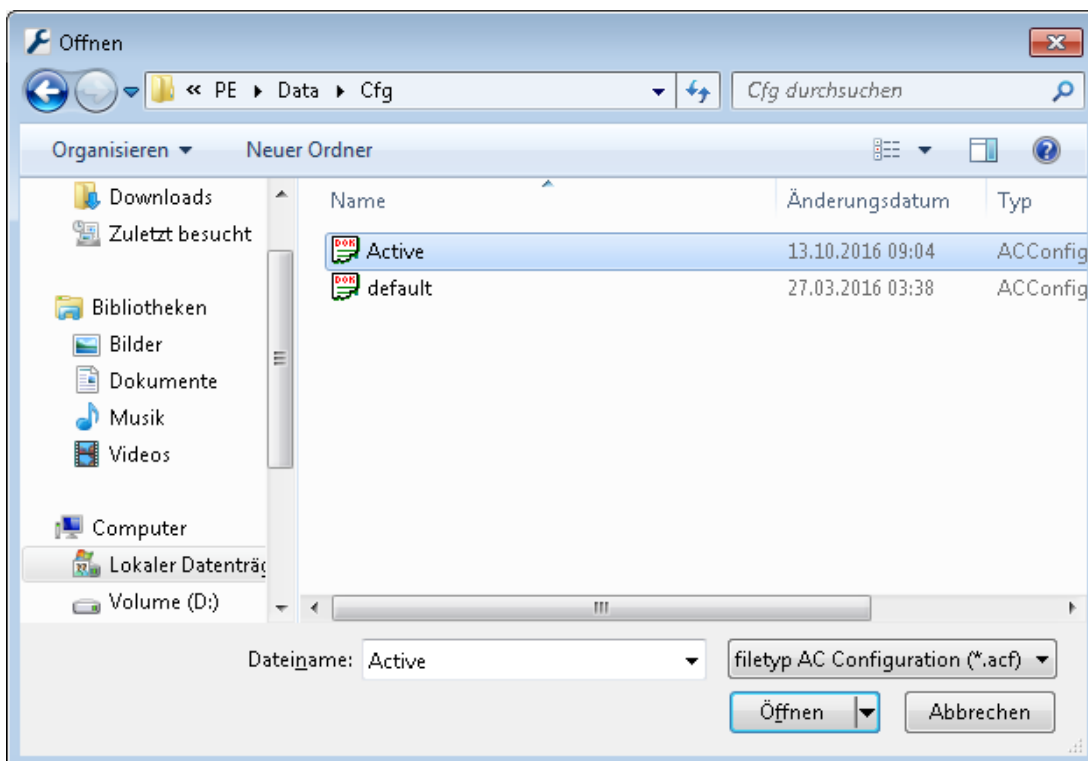 Öffnen
« PE ▸ Data ▸ Cfg
Cfg durchsuchen
Organisieren
Neuer Ordner
Downloads
Zuletzt besucht
Bibliotheken
Bilder
Dokumente
Musik
Videos
Computer
Lokaler Datenträg
Volume (D:)
Name Änderungsdatum Typ
Active 13.10.2016 09:04 ACConfig
default 27.03.2016 03:38 ACConfig
Dateiname: Active
filetyp AC Configuration (*.acf)
Öffnen Abbrechen